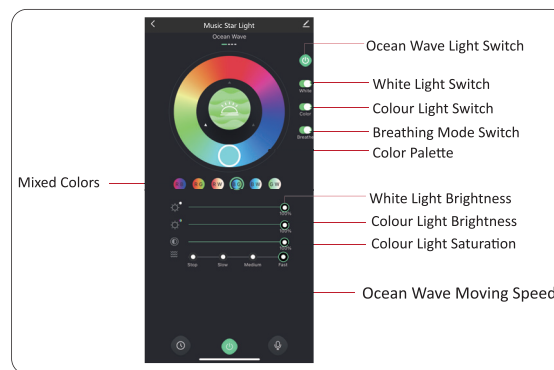 Music Star Light
Ocean Wave
Ocean Wave Light Switch
White
White Light Switch
Color
Colour Light Switch
Breathe
Breathing Mode Switch
Color Palette
Mixed Colors
R B R G R W B G B W G W
100%
White Light Brightness
100%
Colour Light Brightness
100%
Colour Light Saturation
Stop Slow Medium Fast
Ocean Wave Moving Speed